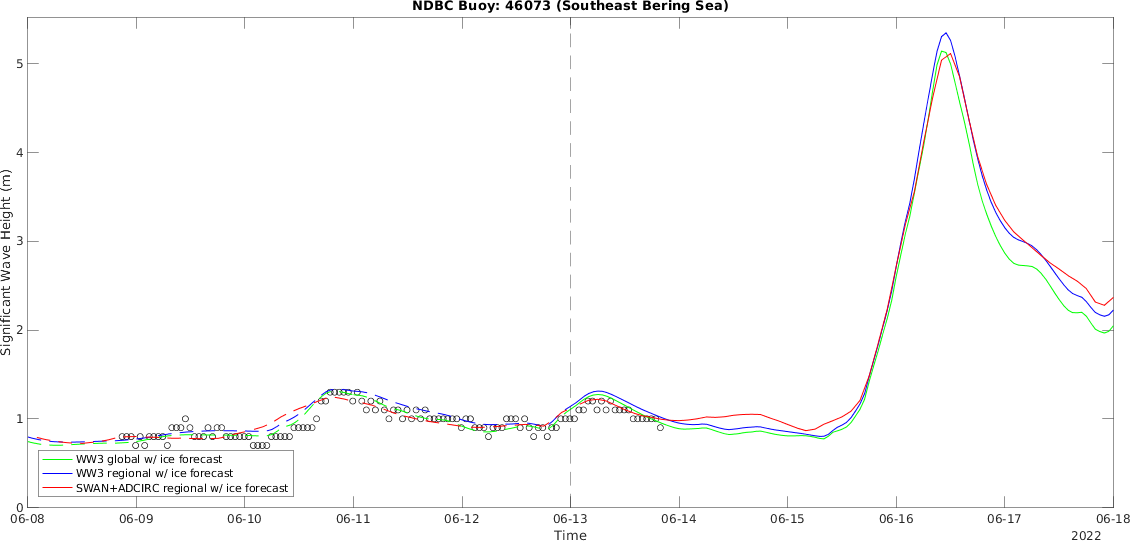 NDBC Buoy: 46073 (Southeast Bering Sea)
Significant Wave Height (m)
5
4
3
2
1
0
WW3 global w/ ice forecast
WW3 regional w/ ice forecast
SWAN+ADCIRC regional w/ ice forecast
06-08 06-09 06-10 06-11 06-12 06-13 06-14 06-15 06-16 06-17 06-18
Time
2022